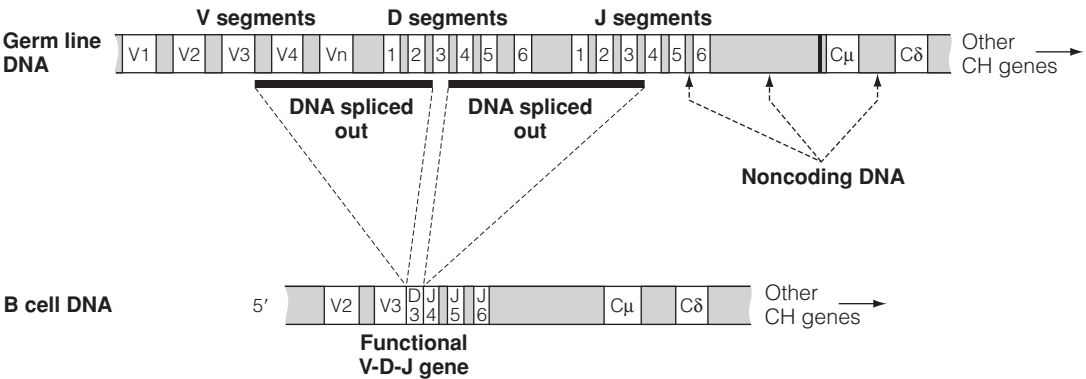 V segments D segments J segments
Germ line
DNA
V1 V2 V3 V4 Vn 1 2 3 4 5 6 1 2 3 4 5 6 Cμ Cδ
Other
CH genes
DNA spliced
out
DNA spliced
out
Noncoding DNA
B cell DNA
5′
V2 V3 D
3 J
4 J
5 J
6 Cμ Cδ
Other
CH genes
Functional
V-D-J gene